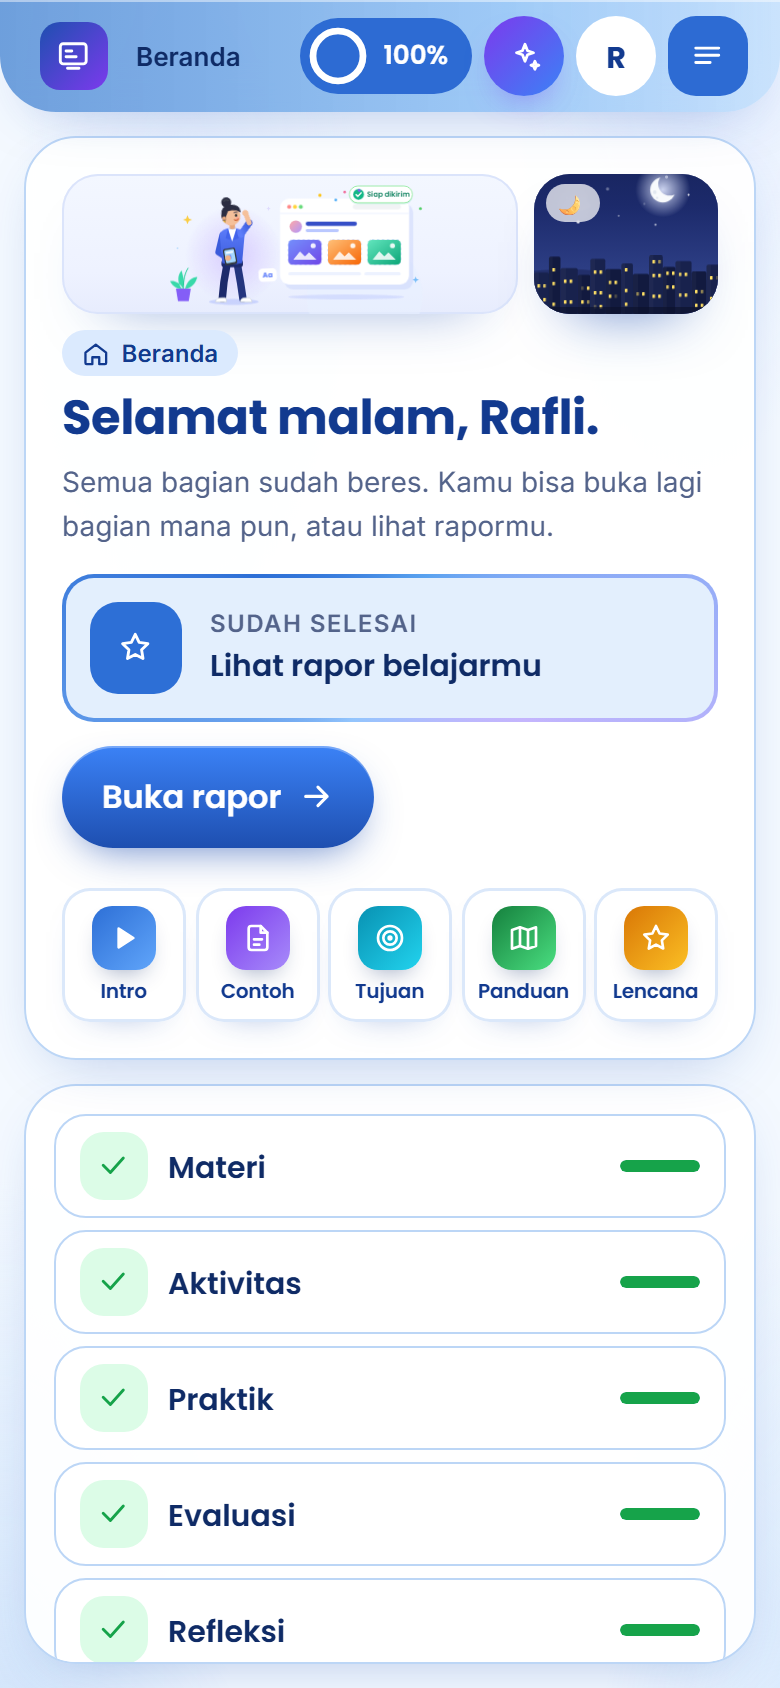 Beranda
100%
R
Siap dikirim
Aa
Beranda
Selamat malam, Rafli.
Semua bagian sudah beres. Kamu bisa buka lagi
bagian mana pun, atau lihat rapormu.
SUDAH SELESAI
Lihat rapor belajarmu
Buka rapor
Intro
Contoh
Tujuan
Panduan
Lencana
Materi
Aktivitas
Praktik
Evaluasi
Refleksi